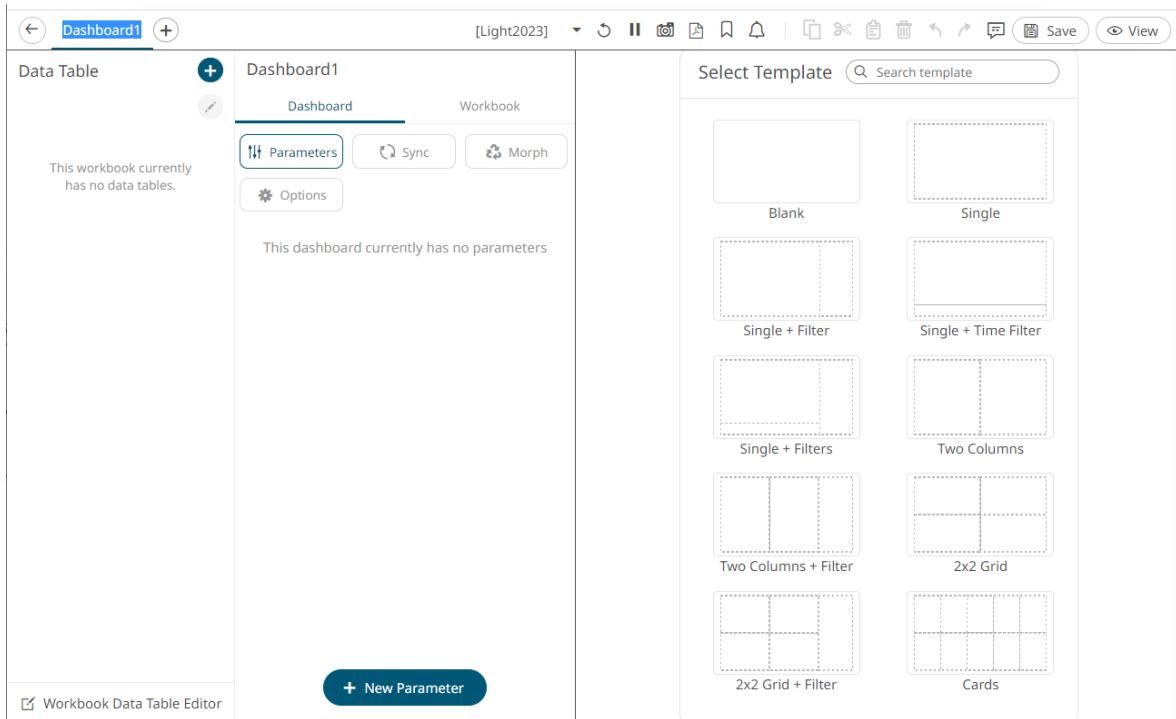 Dashboard1
[Light2023]
Save
View
Data Table
This workbook currently
has no data tables.
Workbook Data Table Editor
Dashboard1
Dashboard
Workbook
Parameters
Sync
Morph
Options
This dashboard currently has no parameters
+ New Parameter
Select Template
Search template
Blank
Single
Single + Filter
Single + Time Filter
Single + Filters
Two Columns
Two Columns + Filter
2x2 Grid
2x2 Grid + Filter
Cards